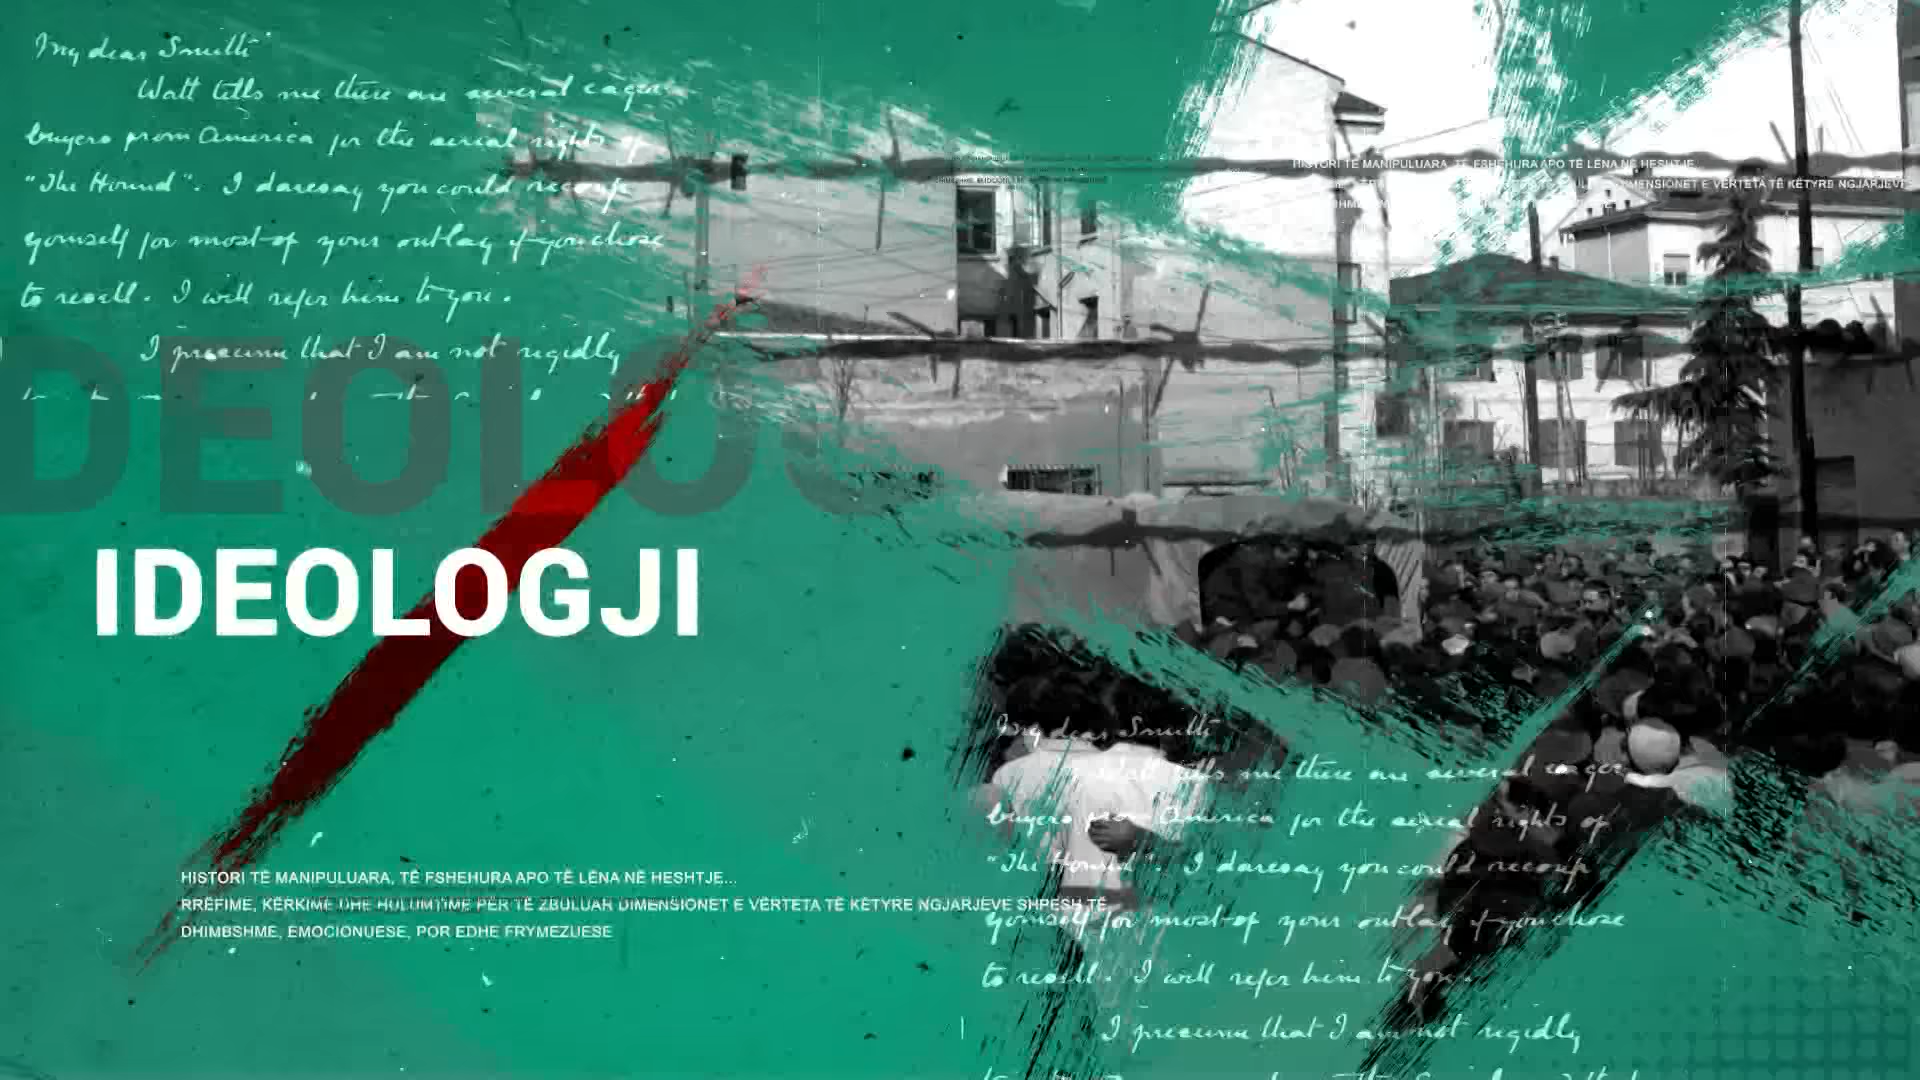 My dear Smith
Watt tells me there are several eager
buyers from America for the serial rights of
"The Hound". I daresay you could recoup
yourself for most of your outlay if you chose
to resell. I will refer him to you.
I presume that I am not rigidly
HISTORI TË MANIPULUARA, TË FSHEHURA APO TË LËNA NË HESHTJE
DIMENSIONET E VËRTETA TË KËTYRE NGJARJEVE
DEOLO
IDEOLOGJI
HISTORI TË MANIPULUARA, TË FSHEHURA APO TË LËNA NË HESHTJE...
RRËFIME, KËRKIME DHE HULUMTIME PËR TË ZBULUAR DIMENSIONET E VËRTETA TË KËTYRE NGJARJEVE SHPESH TË
DHIMBSHME, EMOCIONUESE, POR EDHE FRYMEZUESE
My dear Smith
Watt tells me there are several eager
buyers from America for the serial rights of
"The Hound". I daresay you could recoup
yourself for most of your outlay if you chose
to resell. I will refer him to you.
I presume that I am not rigidly